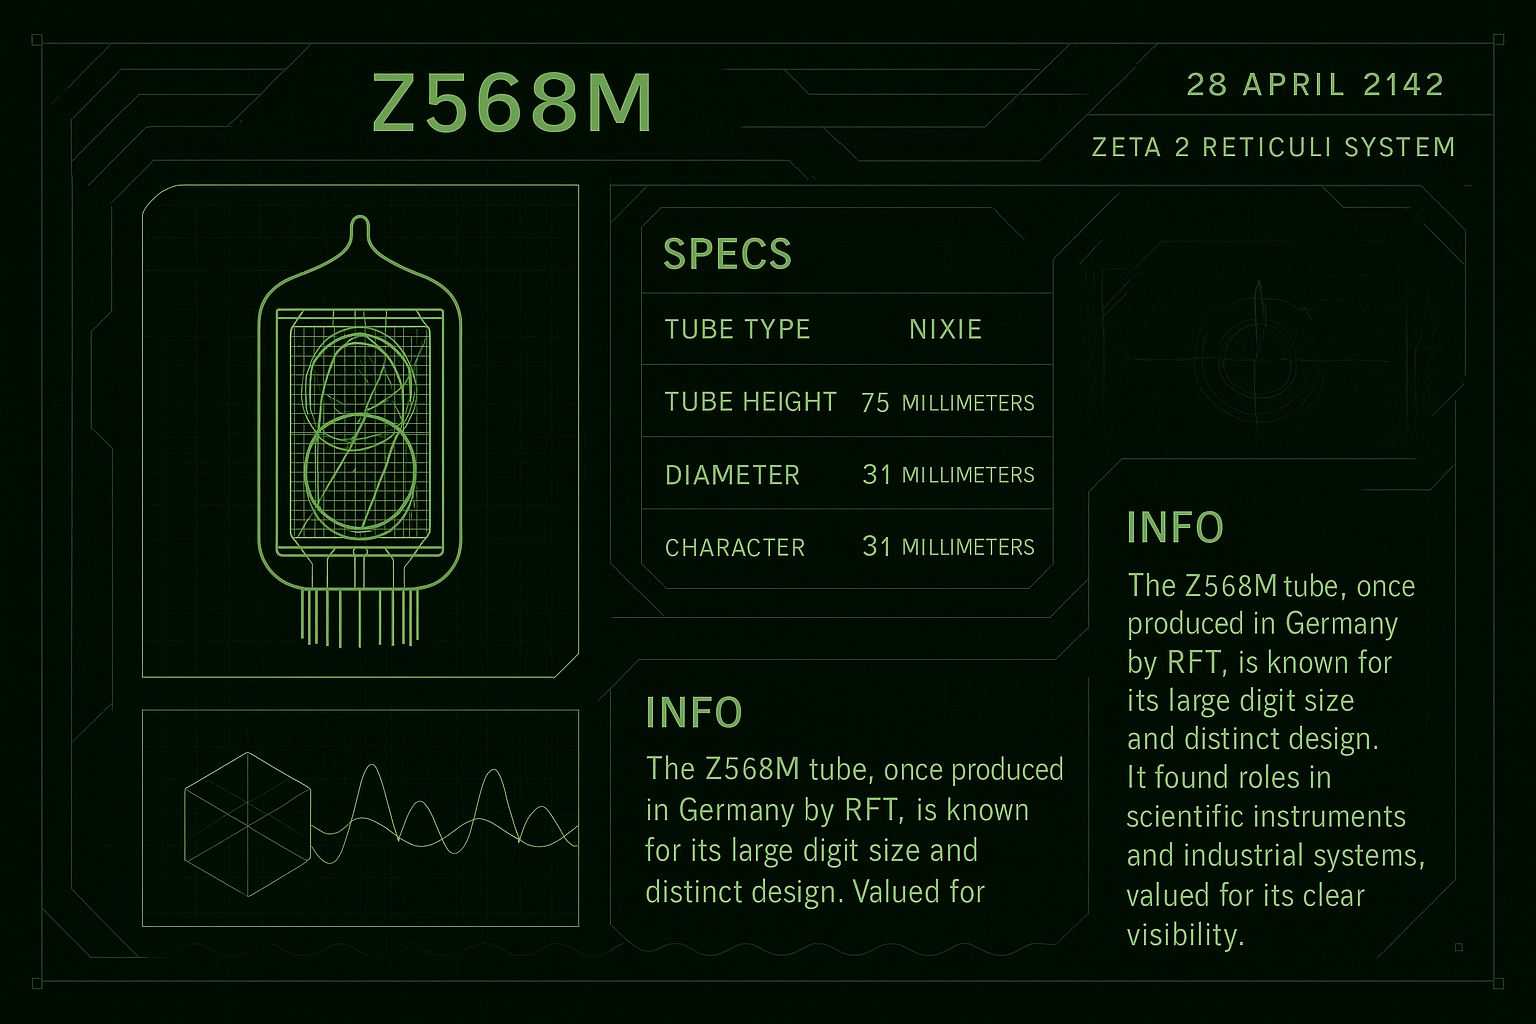 Z568M
28 APRIL 2142
ZETA 2 RETICULI SYSTEM
SPECS
TUBE TYPE NIXIE
TUBE HEIGHT 75 MILLIMETERS
DIAMETER 31 MILLIMETERS
CHARACTER 31 MILLIMETERS
INFO
The Z568M tube, once produced
in Germany by RFT, is known
for its large digit size and
distinct design. Valued for
INFO
The Z568M tube, once
produced in Germany
by RFT, is known for
its large digit size
and distinct design.
It found roles in
scientific instruments
and industrial systems,
valued for its clear
visibility.